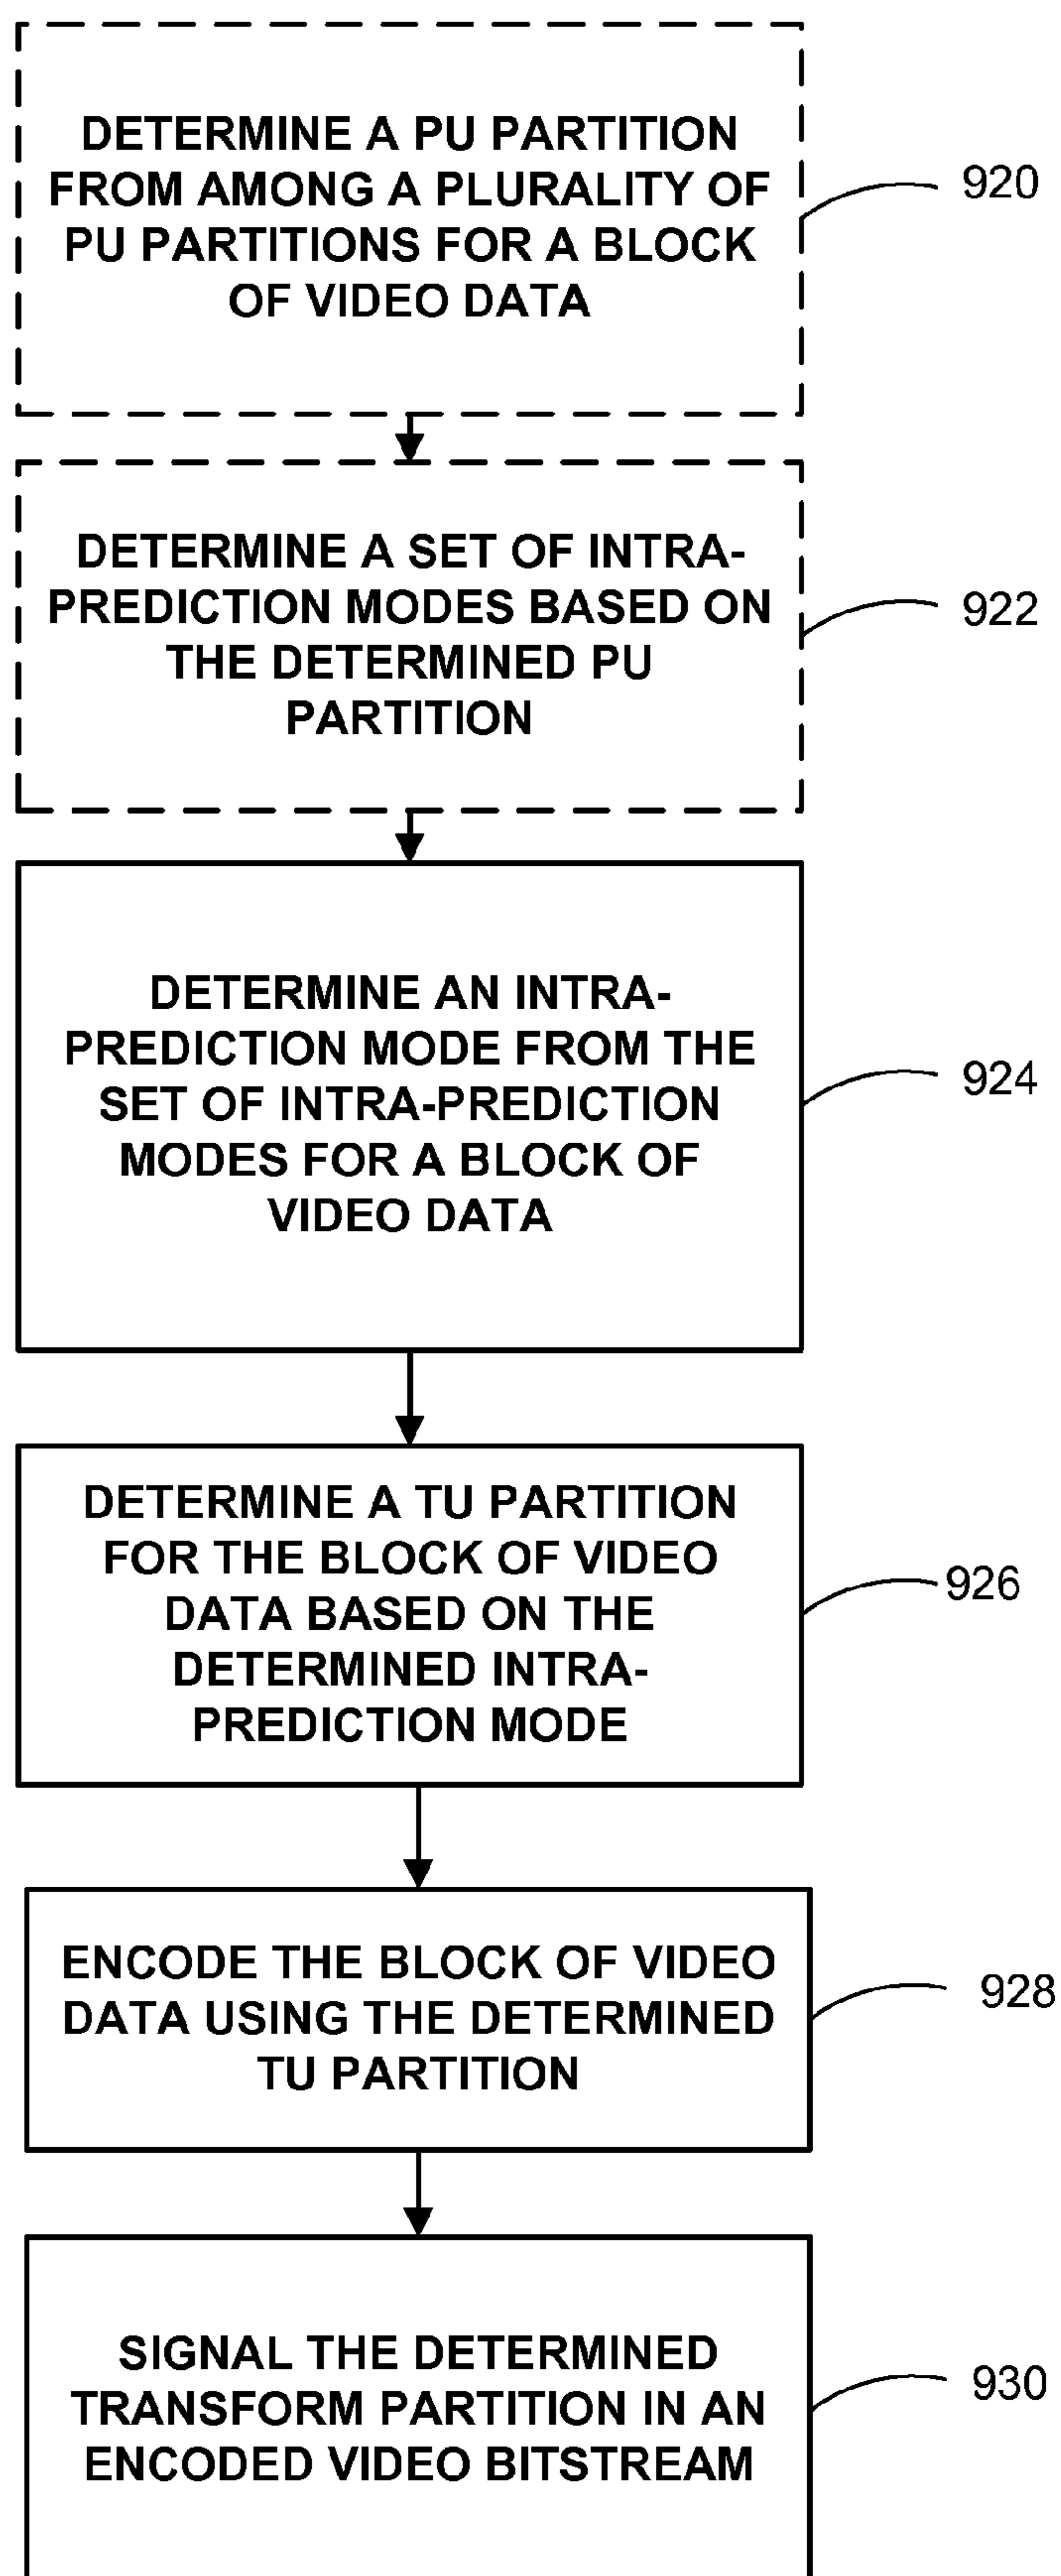 DETERMINE A PU PARTITION
FROM AMONG A PLURALITY OF
PU PARTITIONS FOR A BLOCK
OF VIDEO DATA
920
DETERMINE A SET OF INTRA-
PREDICTION MODES BASED ON
THE DETERMINED PU
PARTITION
922
DETERMINE AN INTRA-
PREDICTION MODE FROM THE
SET OF INTRA-PREDICTION
MODES FOR A BLOCK OF
VIDEO DATA
924
DETERMINE A TU PARTITION
FOR THE BLOCK OF VIDEO
DATA BASED ON THE
DETERMINED INTRA-
PREDICTION MODE
926
ENCODE THE BLOCK OF VIDEO
DATA USING THE DETERMINED
TU PARTITION
928
SIGNAL THE DETERMINED
TRANSFORM PARTITION IN AN
ENCODED VIDEO BITSTREAM
930